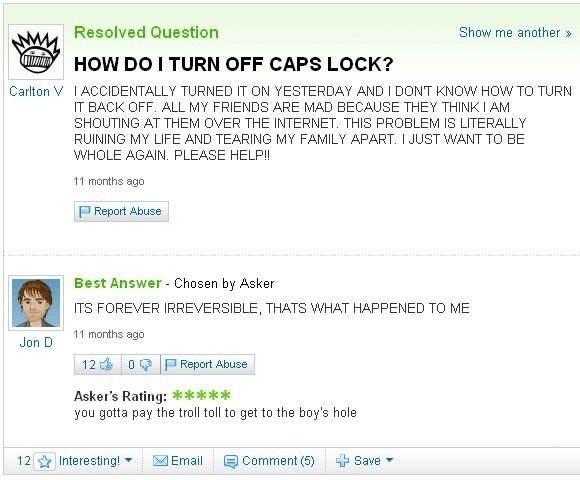 Resolved Question
Show me another »
HOW DO I TURN OFF CAPS LOCK?
Carlton V
I ACCIDENTALLY TURNED IT ON YESTERDAY AND I DON'T KNOW HOW TO TURN
IT BACK OFF. ALL MY FRIENDS ARE MAD BECAUSE THEY THINK I AM
SHOUTING AT THEM OVER THE INTERNET. THIS PROBLEM IS LITERALLY
RUINING MY LIFE AND TEARING MY FAMILY APART. I JUST WANT TO BE
WHOLE AGAIN. PLEASE HELP!!
11 months ago
Report Abuse
Best Answer - Chosen by Asker
ITS FOREVER IRREVERSIBLE, THATS WHAT HAPPENED TO ME
11 months ago
Jon D
12 0 Report Abuse
Asker's Rating: *****
you gotta pay the troll toll to get to the boy's hole
12 Interesting! Email Comment (5) Save